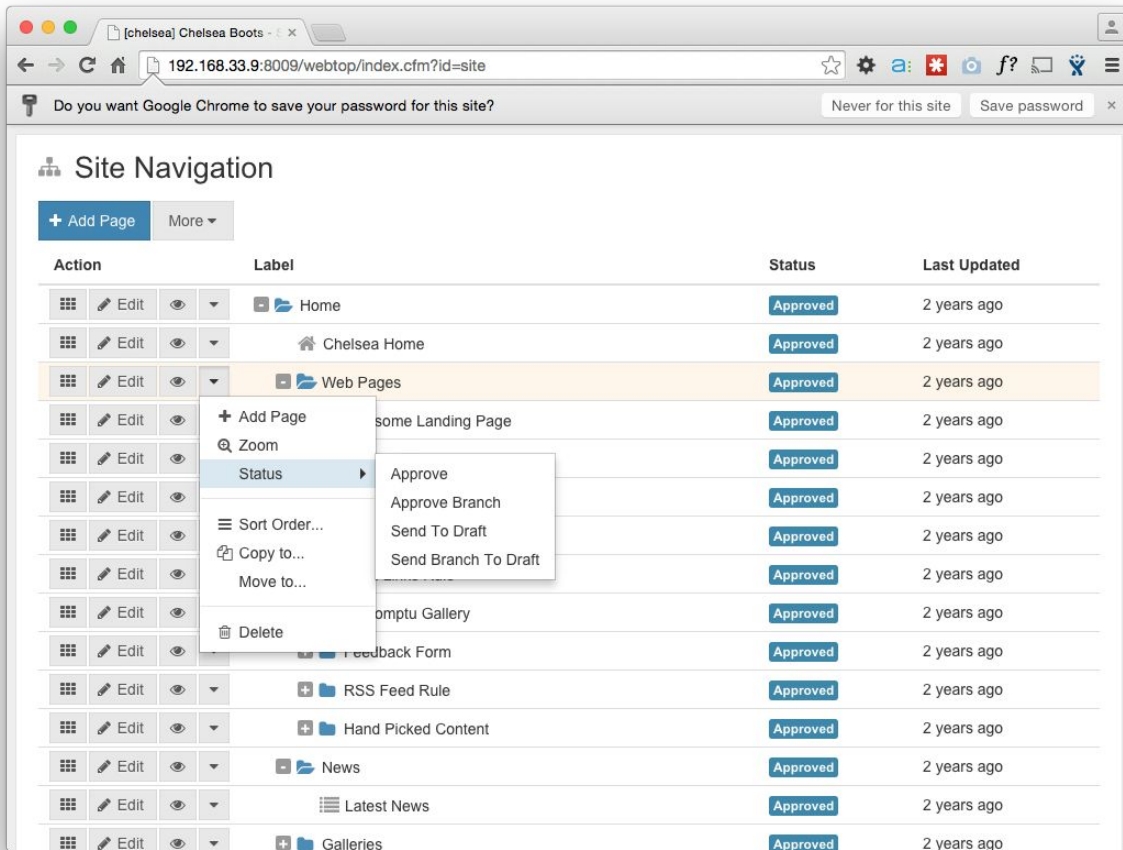 [chelsea] Chelsea Boots -
192.168.33.9:8009/webtop/index.cfm?id=site
a: f?
Do you want Google Chrome to save your password for this site? Never for this site Save password
Site Navigation
Add Page More
Action Label Status Last Updated
Edit Home Approved 2 years ago
Edit Chelsea Home Approved 2 years ago
Edit Web Pages Approved 2 years ago
Edit some Landing Page Approved 2 years ago
Edit Approved 2 years ago
Edit Approved 2 years ago
Edit Approved 2 years ago
Edit Approved 2 years ago
Edit omptu Gallery Approved 2 years ago
Edit Feedback Form Approved 2 years ago
Edit RSS Feed Rule Approved 2 years ago
Edit Hand Picked Content Approved 2 years ago
Edit News Approved 2 years ago
Edit Latest News Approved 2 years ago
Edit Galleries Approved 2 years ago
Add Page
Zoom
Status
Sort Order...
Copy to...
Move to...
Delete
Approve
Approve Branch
Send To Draft
Send Branch To Draft